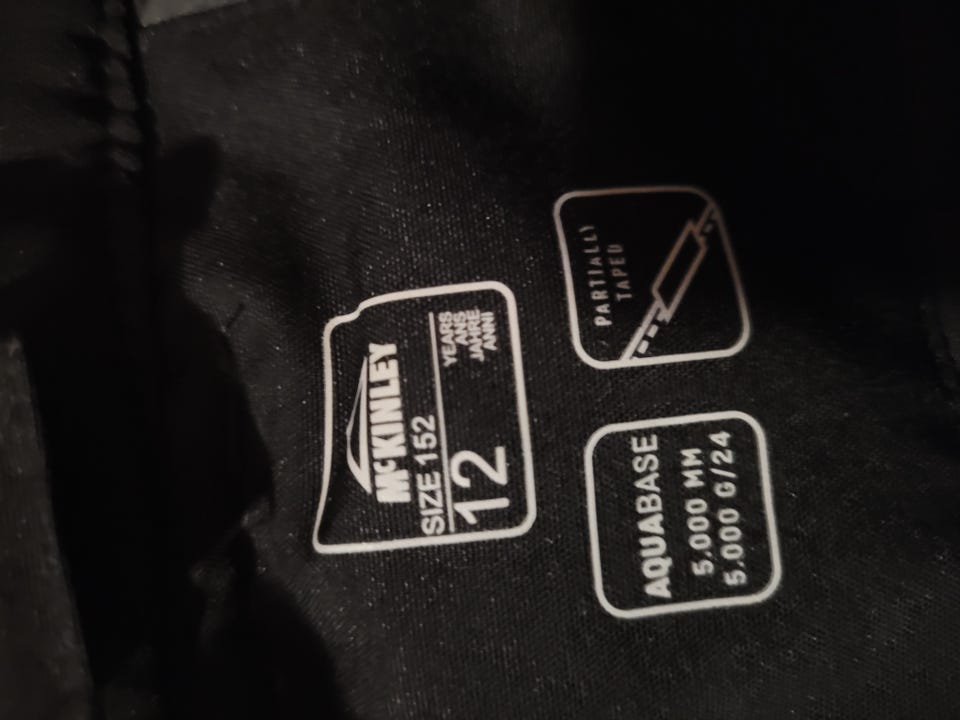 McKINLEY
SIZE 152
12
YEARS
ANS
JAHRE
ANNI
PARTIALLY
TAPED
AQUABASE
5.000 MM
5.000 G/24